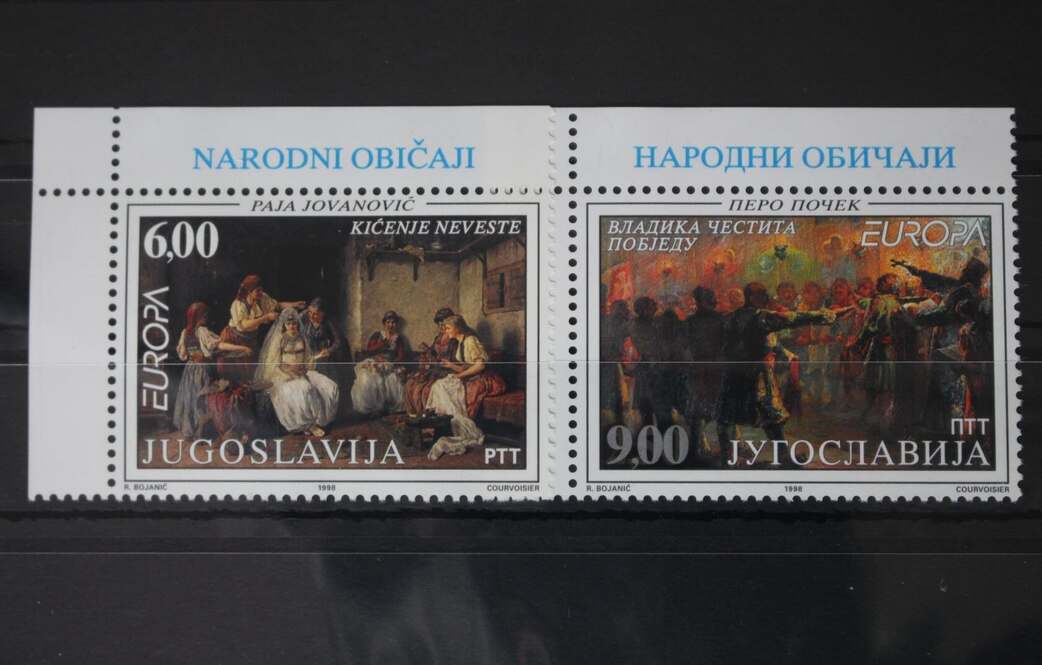 NARODNI OBIČAJI
PAJA JOVANOVIĆ
6,00
KIĆENJE NEVESTE
EUROPA
JUGOSLAVIJA
PTT
R. BOJANIĆ
1998
COURVOISIER
НАРОДНИ ОБИЧАЈИ
ПЕРО ПОЧЕК
ВЛАДИКА ЧЕСТИТА
ПОБЈЕДУ
EUROPA
9,00
ЈУГОСЛАВИЈА
ПТТ
R. BOJANIĆ
1998
COURVOISIER